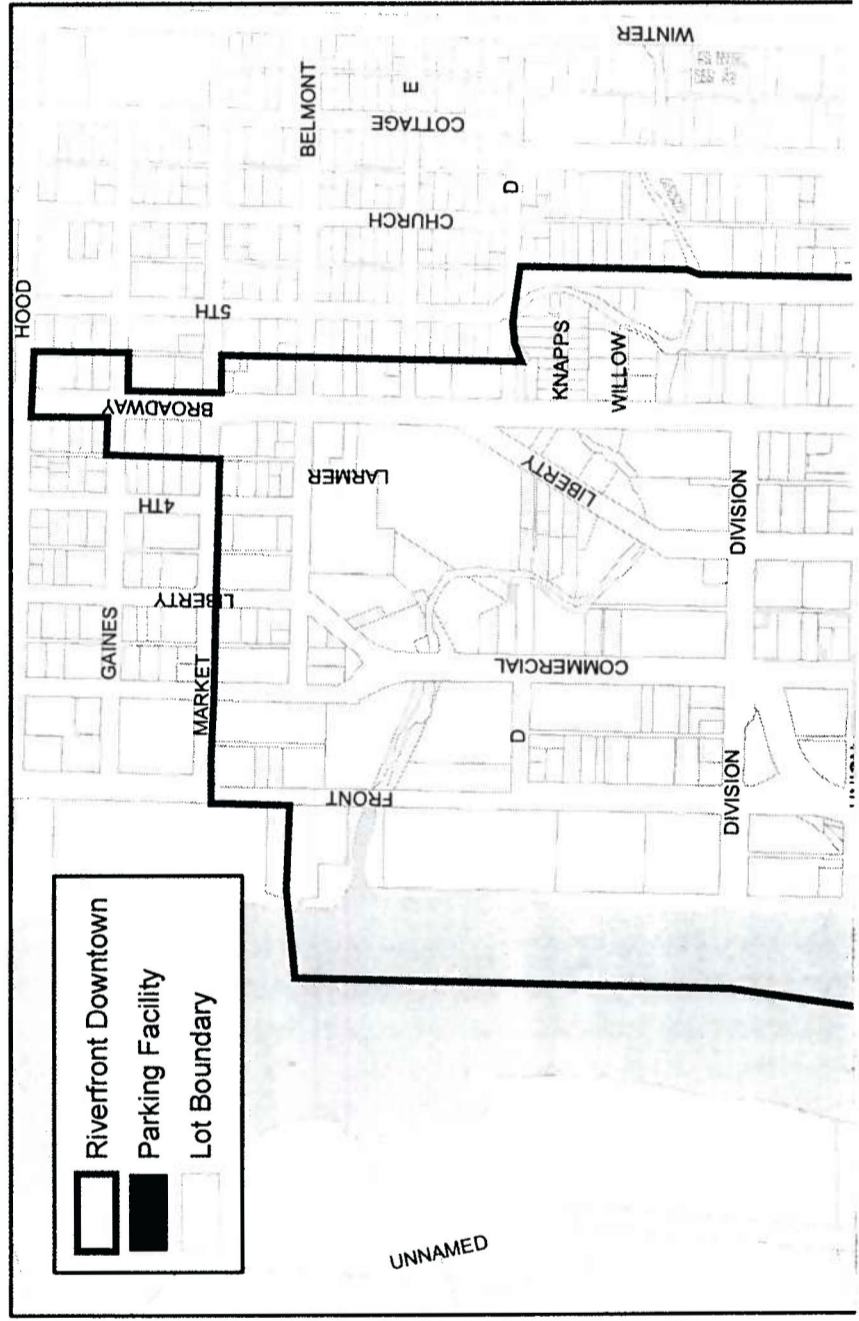 HOOD
WINTER
BELMONT
E
COTTAGE
D
CHURCH
5TH
KNAPPS
WILLOW
BROADWAY
LARMER
LIBERTY
4TH
DIVISION
LIBERTY
GAINES
MARKET
COMMERCIAL
D
FRONT
DIVISION
Riverfront Downtown
Parking Facility
Lot Boundary
UNNAMED